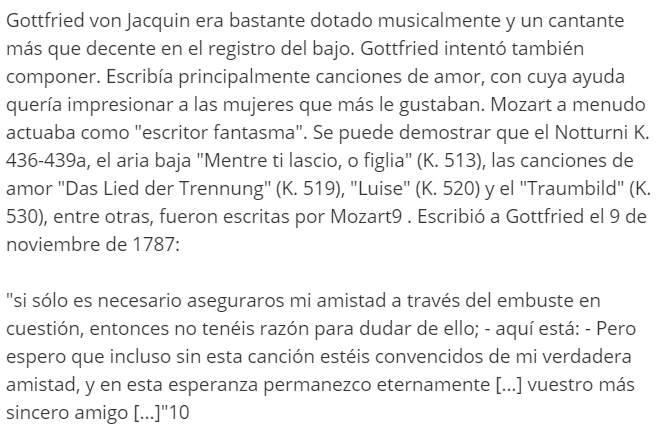 Gottfried von Jacquin era bastante dotado musicalmente y un cantante
más que decente en el registro del bajo. Gottfried intentó también
componer. Escribía principalmente canciones de amor, con cuya ayuda
quería impresionar a las mujeres que más le gustaban. Mozart a menudo
actuaba como "escritor fantasma". Se puede demostrar que el Notturni K.
436-439a, el aria baja "Mentre ti lascio, o figlia" (K. 513), las canciones de
amor "Das Lied der Trennung" (K. 519), "Luise" (K. 520) y el "Traumbild" (K.
530), entre otras, fueron escritas por Mozart9 . Escribió a Gottfried el 9 de
noviembre de 1787:
"si sólo es necesario aseguraros mi amistad a través del embuste en
cuestión, entonces no tenéis razón para dudar de ello; - aquí está: - Pero
espero que incluso sin esta canción estéis convencidos de mi verdadera
amistad, y en esta esperanza permanezco eternamente [...] vuestro más
sincero amigo [...]"10